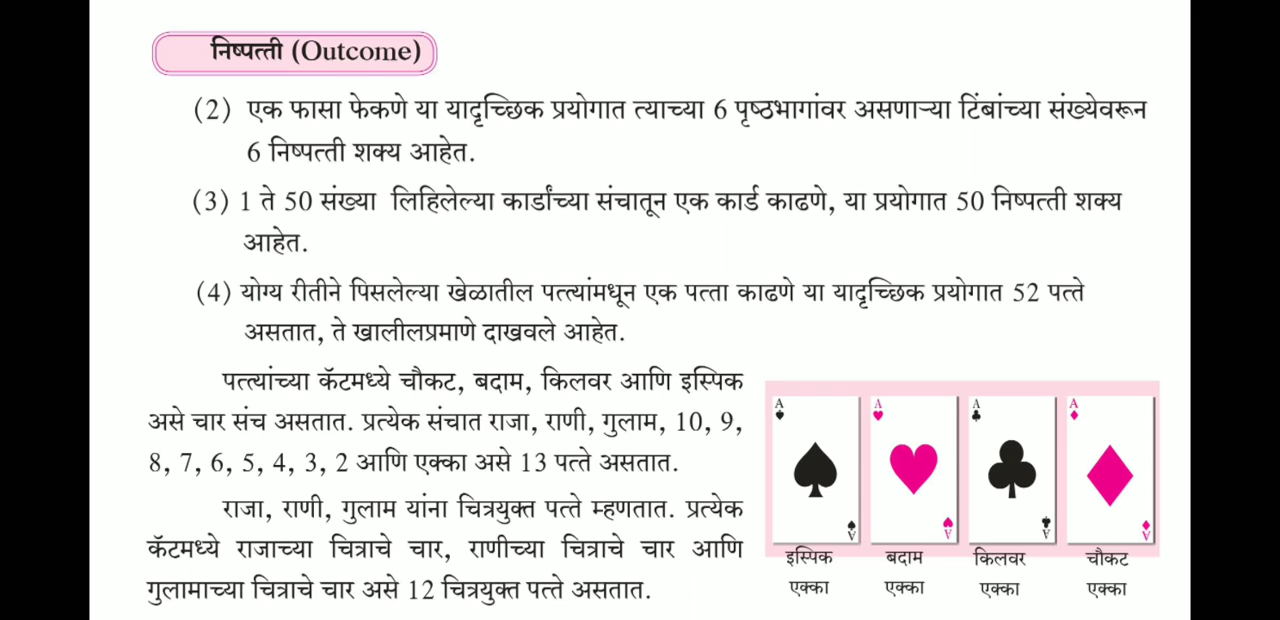 निष्पत्ती (Outcome)
(2) एक फासा फेकणे या यादृच्छिक प्रयोगात त्याच्या 6 पृष्ठभागांवर असणाऱ्या टिंबांच्या संख्येवरून
6 निष्पत्ती शक्य आहेत.
(3) 1 ते 50 संख्या लिहिलेल्या कार्डांच्या संचातून एक कार्ड काढणे, या प्रयोगात 50 निष्पत्ती शक्य
आहेत.
(4) योग्य रीतीने पिसलेल्या खेळातील पत्त्यांमधून एक पत्ता काढणे या यादृच्छिक प्रयोगात 52 पत्ते
असतात, ते खालीलप्रमाणे दाखवले आहेत.
पत्त्यांच्या कॅटमध्ये चौकट, बदाम, किलवर आणि इस्पिक
असे चार संच असतात. प्रत्येक संचात राजा, राणी, गुलाम, 10, 9,
8, 7, 6, 5, 4, 3, 2 आणि एक्का असे 13 पत्ते असतात.
राजा, राणी, गुलाम यांना चित्रयुक्त पत्ते म्हणतात. प्रत्येक
कॅटमध्ये राजाच्या चित्राचे चार, राणीच्या चित्राचे चार आणि
गुलामाच्या चित्राचे चार असे 12 चित्रयुक्त पत्ते असतात.
A A A A
A A A A
इस्पिक बदाम किलवर चौकट
एक्का एक्का एक्का एक्का